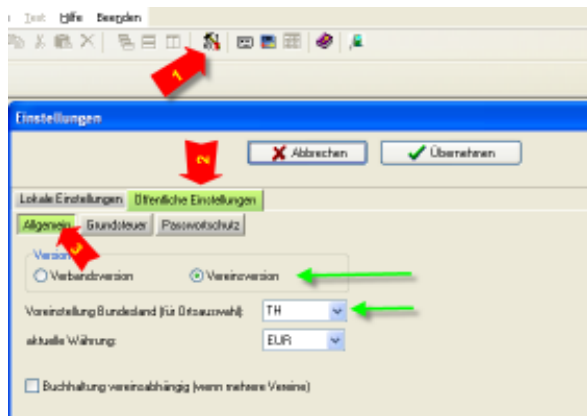 Test Hilfe Beenden
1
Einstellungen
2
Abbrechen Übernehmen
Lokale Einstellungen Öffentliche Einstellungen
Allgemein Grundsteuer Passwortschutz
3
Version
Verbandsversion Vereinsversion
Voreinstellung Bundesland (für Ortsauswahl): TH
aktuelle Währung: EUR
Buchhaltung vereinsabhängig (wenn mehrere Vereine)